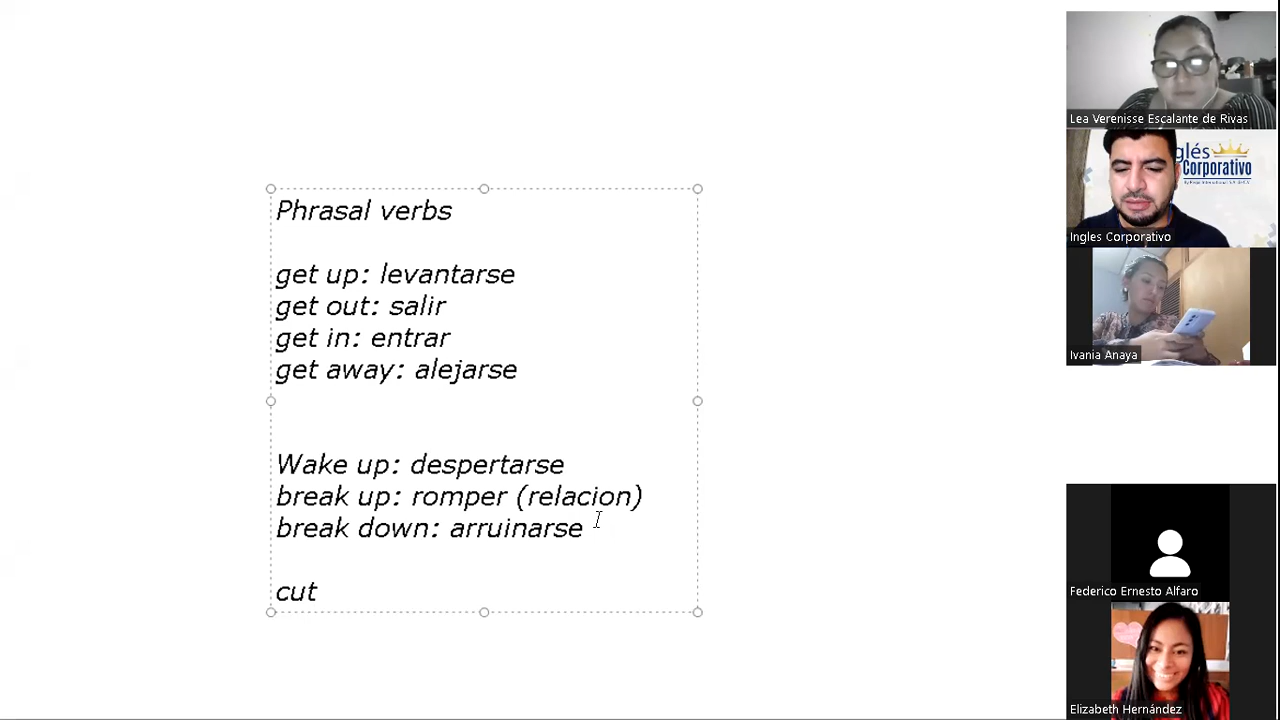 Phrasal verbs
get up: levantarse
get out: salir
get in: entrar
get away: alejarse
Wake up: despertarse
break up: romper (relacion)
break down: arruinarse
cut
Lea Verenisse Escalante de Rivas
glés
Corporativo
Ingles Corporativo
Ivania Anaya
Federico Ernesto Alfaro
Elizabeth Hernández